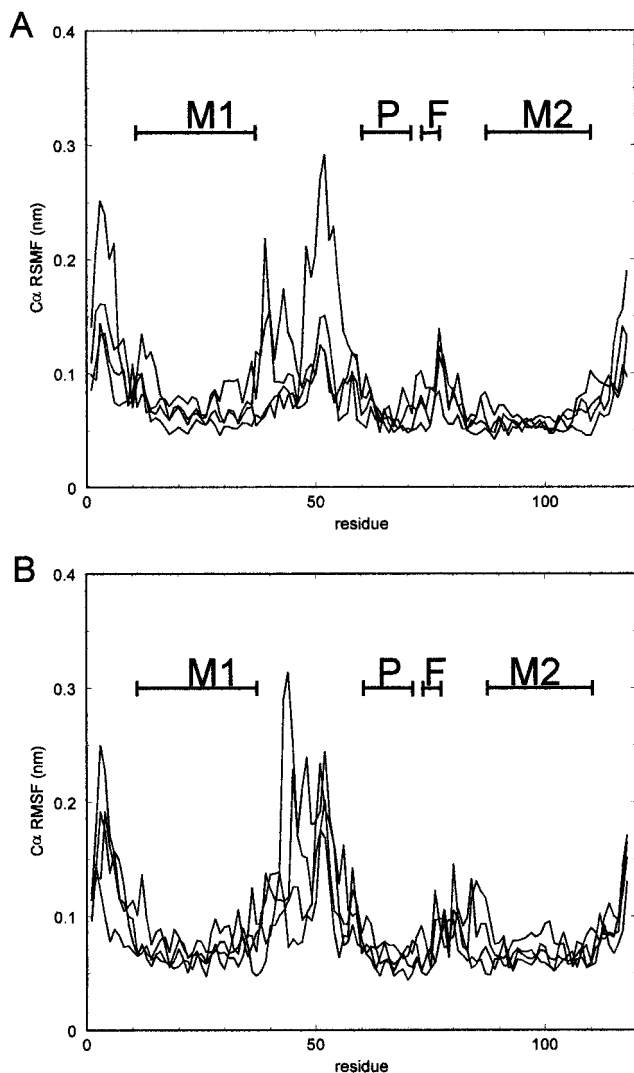 A
Cα RSMF (nm)
0.4
0.3
0.2
0.1
0
M1
P
F
M2
0
50
100
residue
B
Cα RMSF (nm)
0.4
0.3
0.2
0.1
0
M1
P
F
M2
0
50
100
residue